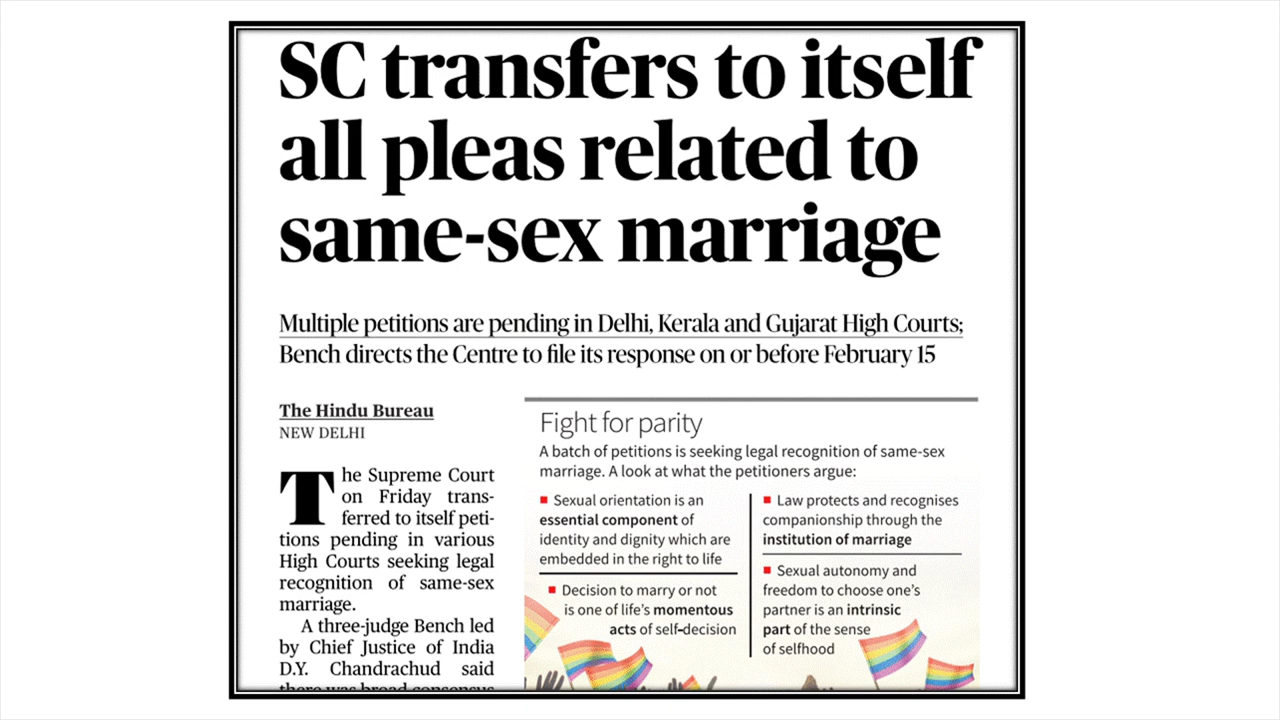 SC transfers to itself
all pleas related to
same-sex marriage
Multiple petitions are pending in Delhi, Kerala and Gujarat High Courts;
Bench directs the Centre to file its response on or before February 15
The Hindu Bureau
NEW DELHI
The Supreme Court
on Friday trans-
ferred to itself peti-
tions pending in various
High Courts seeking legal
recognition of same-sex
marriage.
A three-judge Bench led
by Chief Justice of India
D.Y. Chandrachud said
there was broad consensus
Fight for parity
A batch of petitions is seeking legal recognition of same-sex
marriage. A look at what the petitioners argue:
■ Sexual orientation is an
essential component of
identity and dignity which are
embedded in the right to life
■ Decision to marry or not
is one of life's momentous
acts of self-decision
■ Law protects and recognises
companionship through the
institution of marriage
■ Sexual autonomy and
freedom to choose one's
partner is an intrinsic
part of the sense
of selfhood